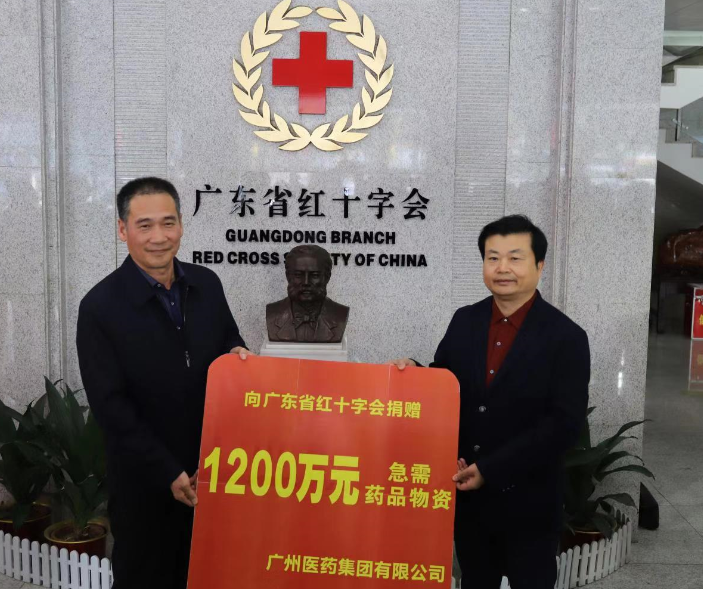 广东省红十字会
GUANGDONG BRANCH
RED CROSS S TY OF CHINA
向广东省红十字会捐赠
1200万元 急需
药品物资
广州医药集团有限公司